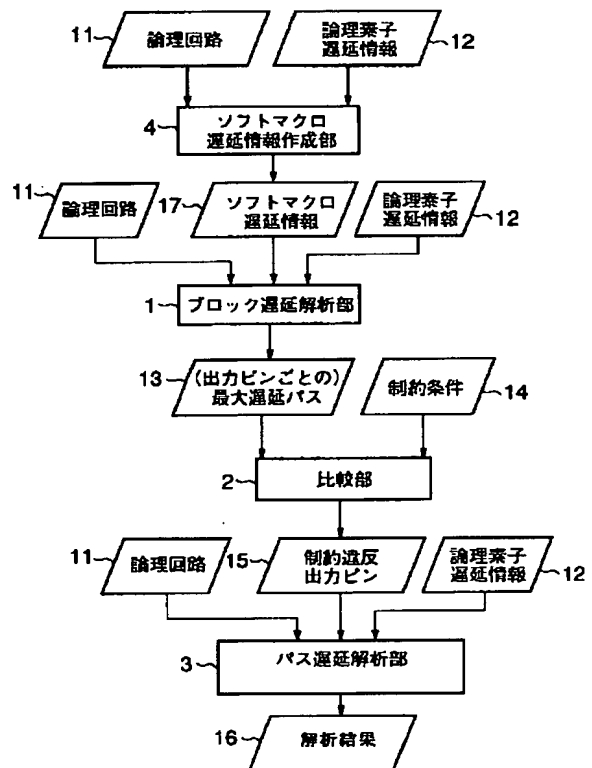 11
論理回路
論理素子
遅延情報
12
4
ソフトマクロ
遅延情報作成部
11
論理回路
17
ソフトマクロ
遅延情報
論理素子
遅延情報
12
1
ブロック遅延解析部
13
(出力ピンごとの)
最大遅延パス
制約条件
14
2
比較部
11
論理回路
15
制約違反
出力ピン
論理素子
遅延情報
12
3
パス遅延解析部
16
解析結果